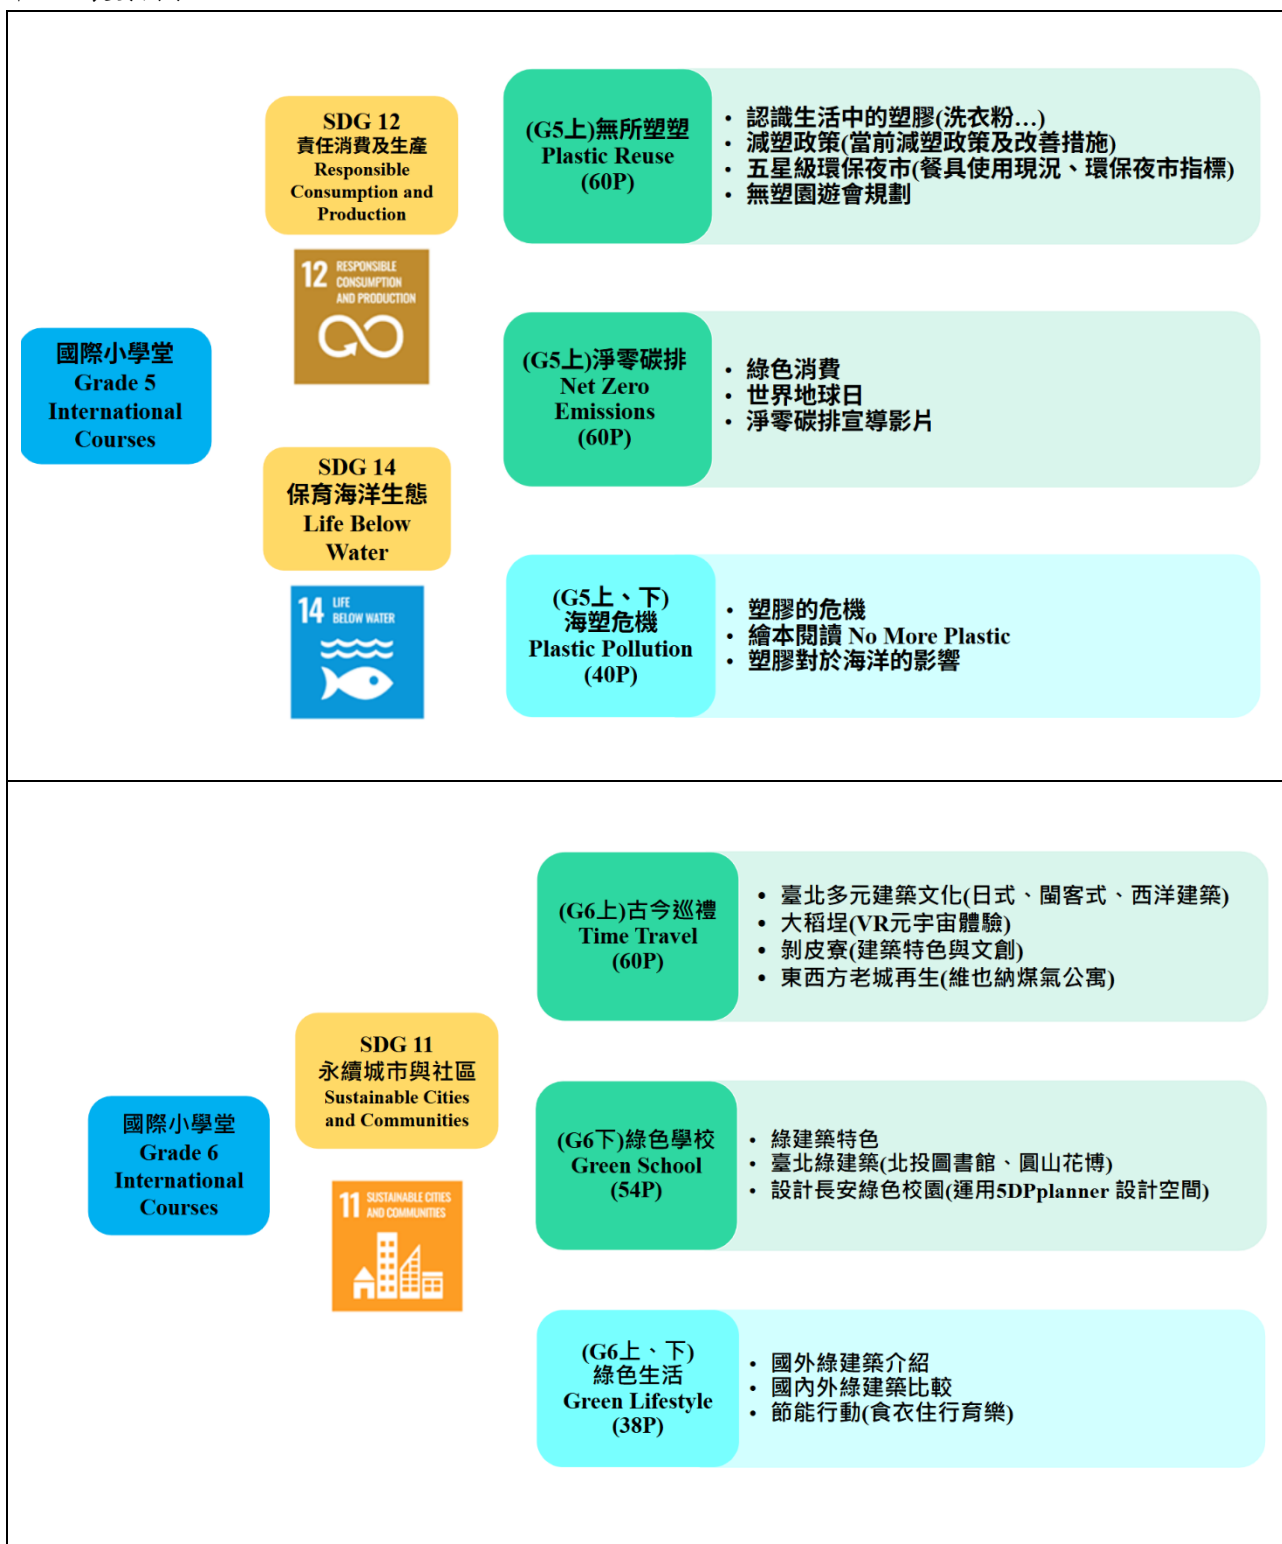 國際小學堂
Grade 5
International
Courses
SDG 12
責任消費及生產
Responsible
Consumption and
Production
12 RESPONSIBLE
CONSUMPTION
AND PRODUCTION
SDG 14
保育海洋生態
Life Below
Water
14 LIFE
BELOW WATER
(G5上)無所塑塑
Plastic Reuse
(60P)
• 認識生活中的塑膠(洗衣粉...)
• 減塑政策(當前減塑政策及改善措施)
• 五星級環保夜市(餐具使用現況、環保夜市指標)
• 無塑園遊會規劃
(G5上)淨零碳排
Net Zero
Emissions
(60P)
• 綠色消費
• 世界地球日
• 淨零碳排宣導影片
(G5上、下)
海塑危機
Plastic Pollution
(40P)
• 塑膠的危機
• 繪本閱讀 No More Plastic
• 塑膠對於海洋的影響
國際小學堂
Grade 6
International
Courses
SDG 11
永續城市與社區
Sustainable Cities
and Communities
11 SUSTAINABLE CITIES
AND COMMUNITIES
(G6上)古今巡禮
Time Travel
(60P)
• 臺北多元建築文化(日式、閩客式、西洋建築)
• 大稻埕(VR元宇宙體驗)
• 剝皮寮(建築特色與文創)
• 東西方老城再生(維也納煤氣公寓)
(G6下)綠色學校
Green School
(54P)
• 綠建築特色
• 臺北綠建築(北投圖書館、圓山花博)
• 設計長安綠色校園(運用5DPplanner 設計空間)
(G6上、下)
綠色生活
Green Lifestyle
(38P)
• 國外綠建築介紹
• 國內外綠建築比較
• 節能行動(食衣住行育樂)